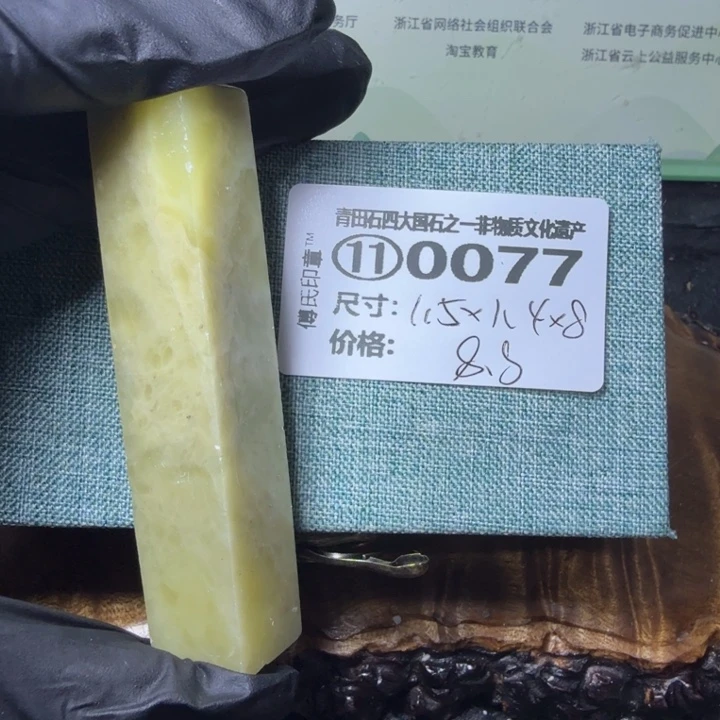 务厅 浙江省网络社会组织联合会 浙江省电子商务促进中
淘宝教育 浙江省云上公益服务中心
青田石四大国石之一非物质文化遗产
⑪0077
傅氏印章™
尺寸: 1.5×1.4×8
价格: 8.8